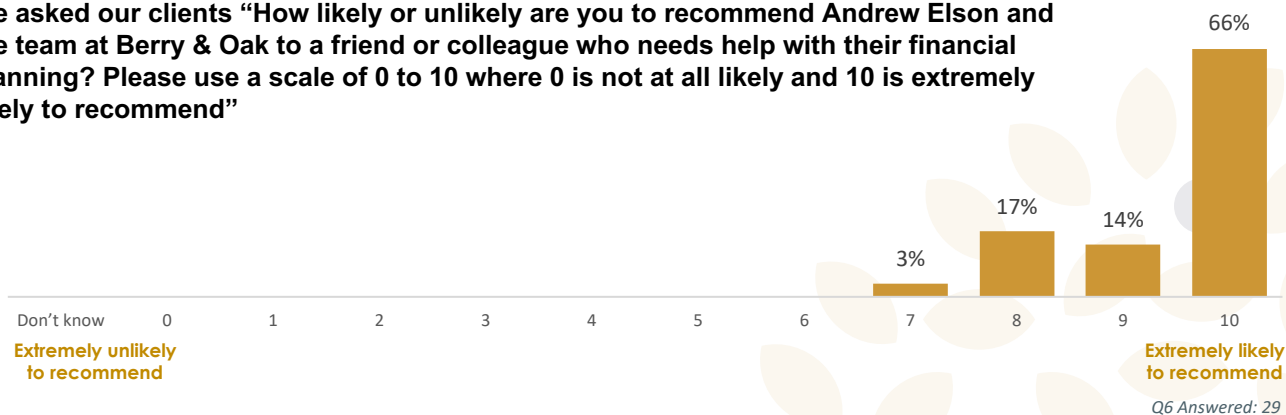 e asked our clients “How likely or unlikely are you to recommend Andrew Elson and
e team at Berry & Oak to a friend or colleague who needs help with their financial
anning? Please use a scale of 0 to 10 where 0 is not at all likely and 10 is extremely
ely to recommend”
66%
17%
14%
3%
Don’t know 0 1 2 3 4 5 6 7 8 9 10
Extremely unlikely
to recommend
Extremely likely
to recommend
Q6 Answered: 29